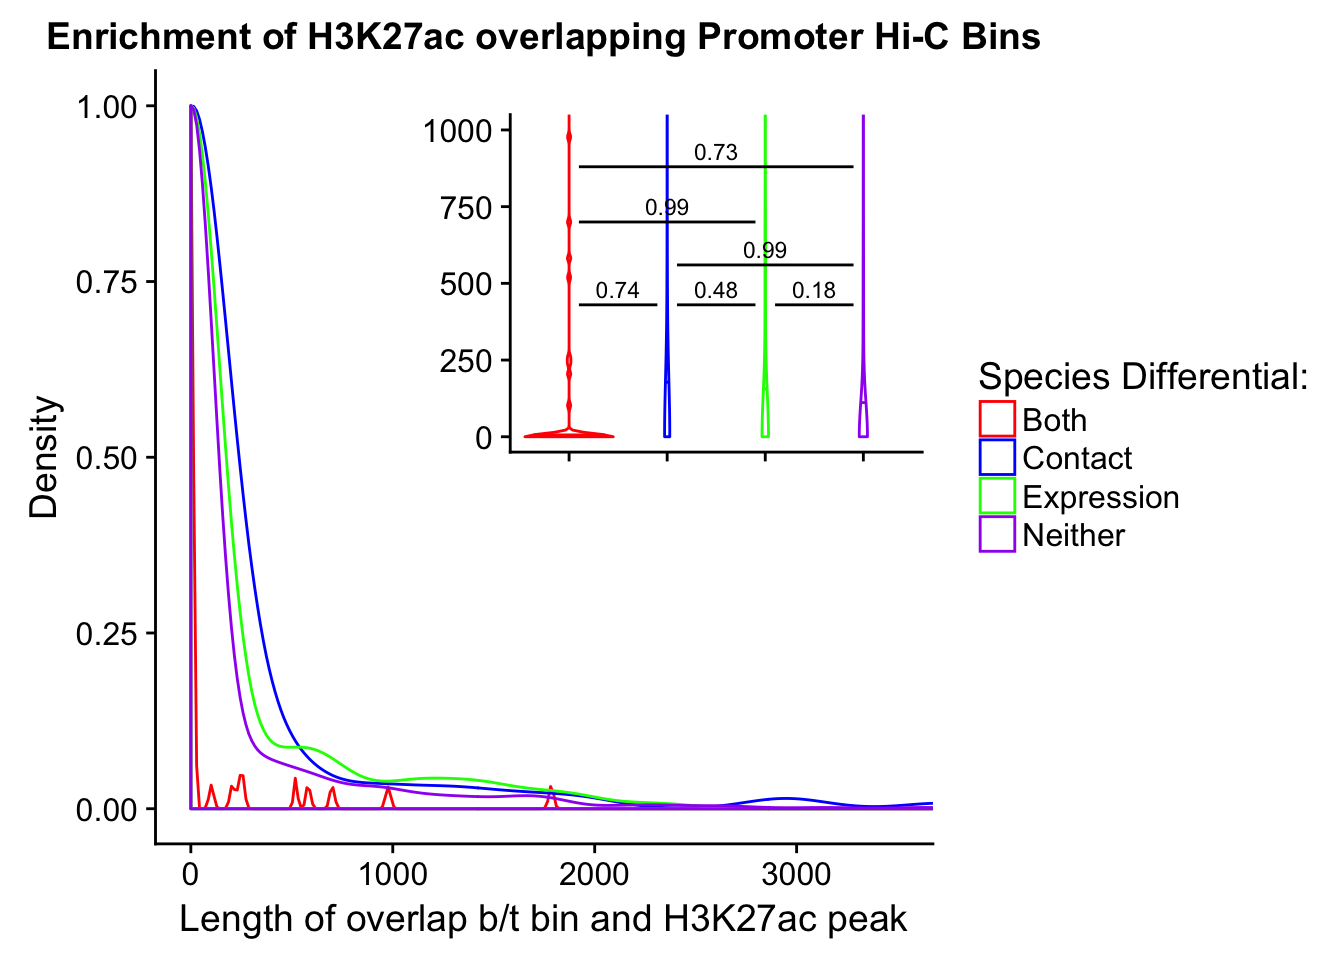 Enrichment of H3K27ac overlapping Promoter Hi-C Bins
Density
1.00
0.75
0.50
0.25
0.00
0
1000
2000
3000
Length of overlap b/t bin and H3K27ac peak
1000
750
500
250
0
0.73
0.99
0.99
0.74
0.48
0.18
Species Differential:
Both
Contact
Expression
Neither